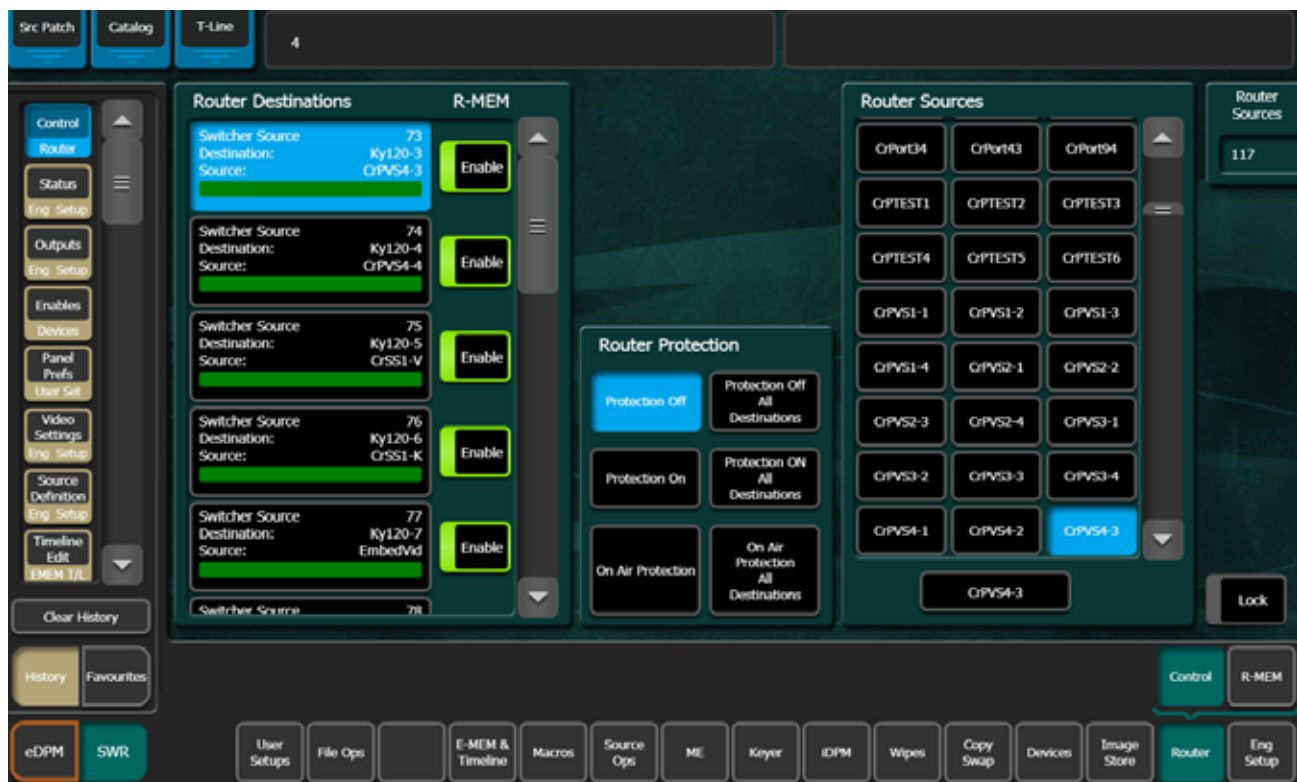 Src Patch
Catalog
T-Line
4
Control
Router
Status
Eng Setup
Outputs
Eng Setup
Enables
Devices
Panel
Prefs
User Set
Video
Settings
Eng Setup
Source
Definition
Eng Setup
Timeline
Edit
EMEM T/L
Clear History
History
Favourites
eDPM
SWR
Router Destinations
R-MEM
Switcher Source 73
Destination: Ky120-3
Source: CrPVS4-3
Enable
Switcher Source 74
Destination: Ky120-4
Source: CrPVS4-4
Enable
Switcher Source 75
Destination: Ky120-5
Source: CrSS1-V
Enable
Switcher Source 76
Destination: Ky120-6
Source: CrSS1-K
Enable
Switcher Source 77
Destination: Ky120-7
Source: EmbedVid
Enable
Switcher Source 78
Router Protection
Protection Off
Protection Off
All
Destinations
Protection On
Protection ON
All
Destinations
On Air Protection
On Air
Protection
All
Destinations
Router Sources
CrPort34 CrPort43 CrPort94
CrPTEST1 CrPTEST2 CrPTEST3
CrPTEST4 CrPTEST5 CrPTEST6
CrPVS1-1 CrPVS1-2 CrPVS1-3
CrPVS1-4 CrPVS2-1 CrPVS2-2
CrPVS2-3 CrPVS2-4 CrPVS3-1
CrPVS3-2 CrPVS3-3 CrPVS3-4
CrPVS4-1 CrPVS4-2 CrPVS4-3
CrPVS4-3
Router
Sources
117
Lock
Control
R-MEM
User
Setups
File Ops
E-MEM &
Timeline
Macros
Source
Ops
ME
Keyer
iDPM
Wipes
Copy
Swap
Devices
Image
Store
Router
Eng
Setup